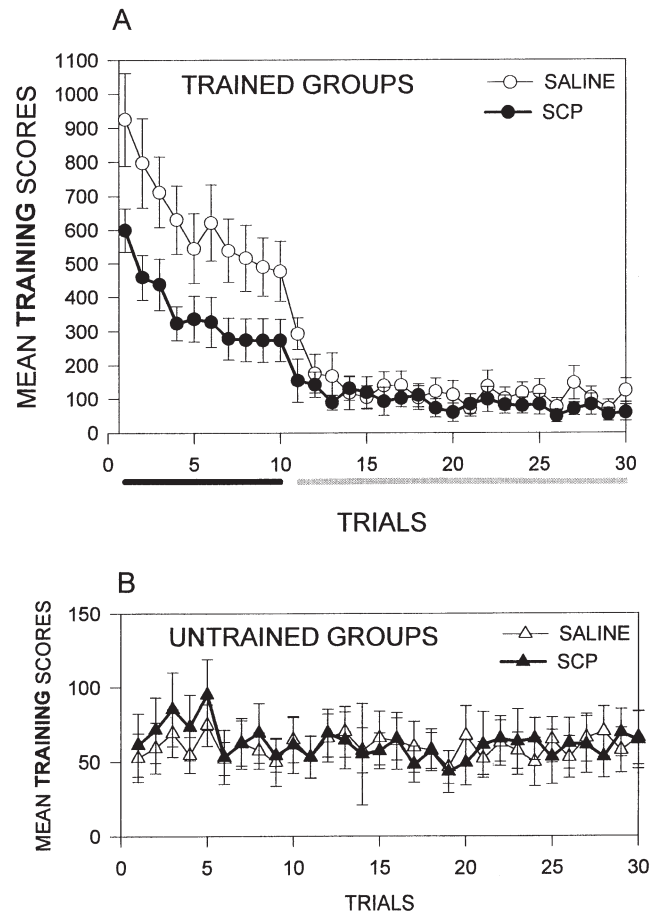 A
TRAINED GROUPS
SALINE
SCP
MEAN TRAINING SCORES
1100
1000
900
800
700
600
500
400
300
200
100
0
0 5 10 15 20 25 30
TRIALS
B
UNTRAINED GROUPS
SALINE
SCP
MEAN TRAINING SCORES
150
100
50
0
0 5 10 15 20 25 30
TRIALS